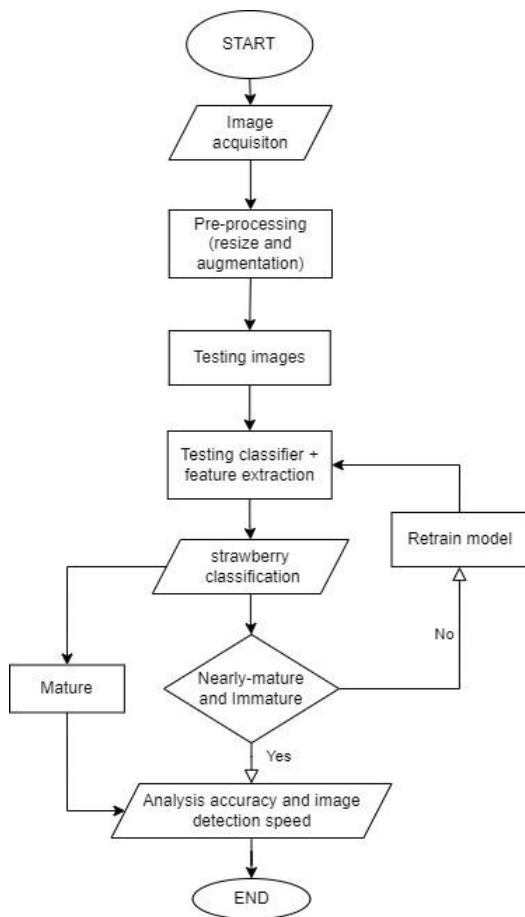 START
Image
acquisiton
Pre-processing
(resize and
augmentation)
Testing images
Testing classifier +
feature extraction
Retrain model
strawberry
classification
No
Mature
Nearly-mature
and Immature
Yes
Analysis accuracy and image
detection speed
END